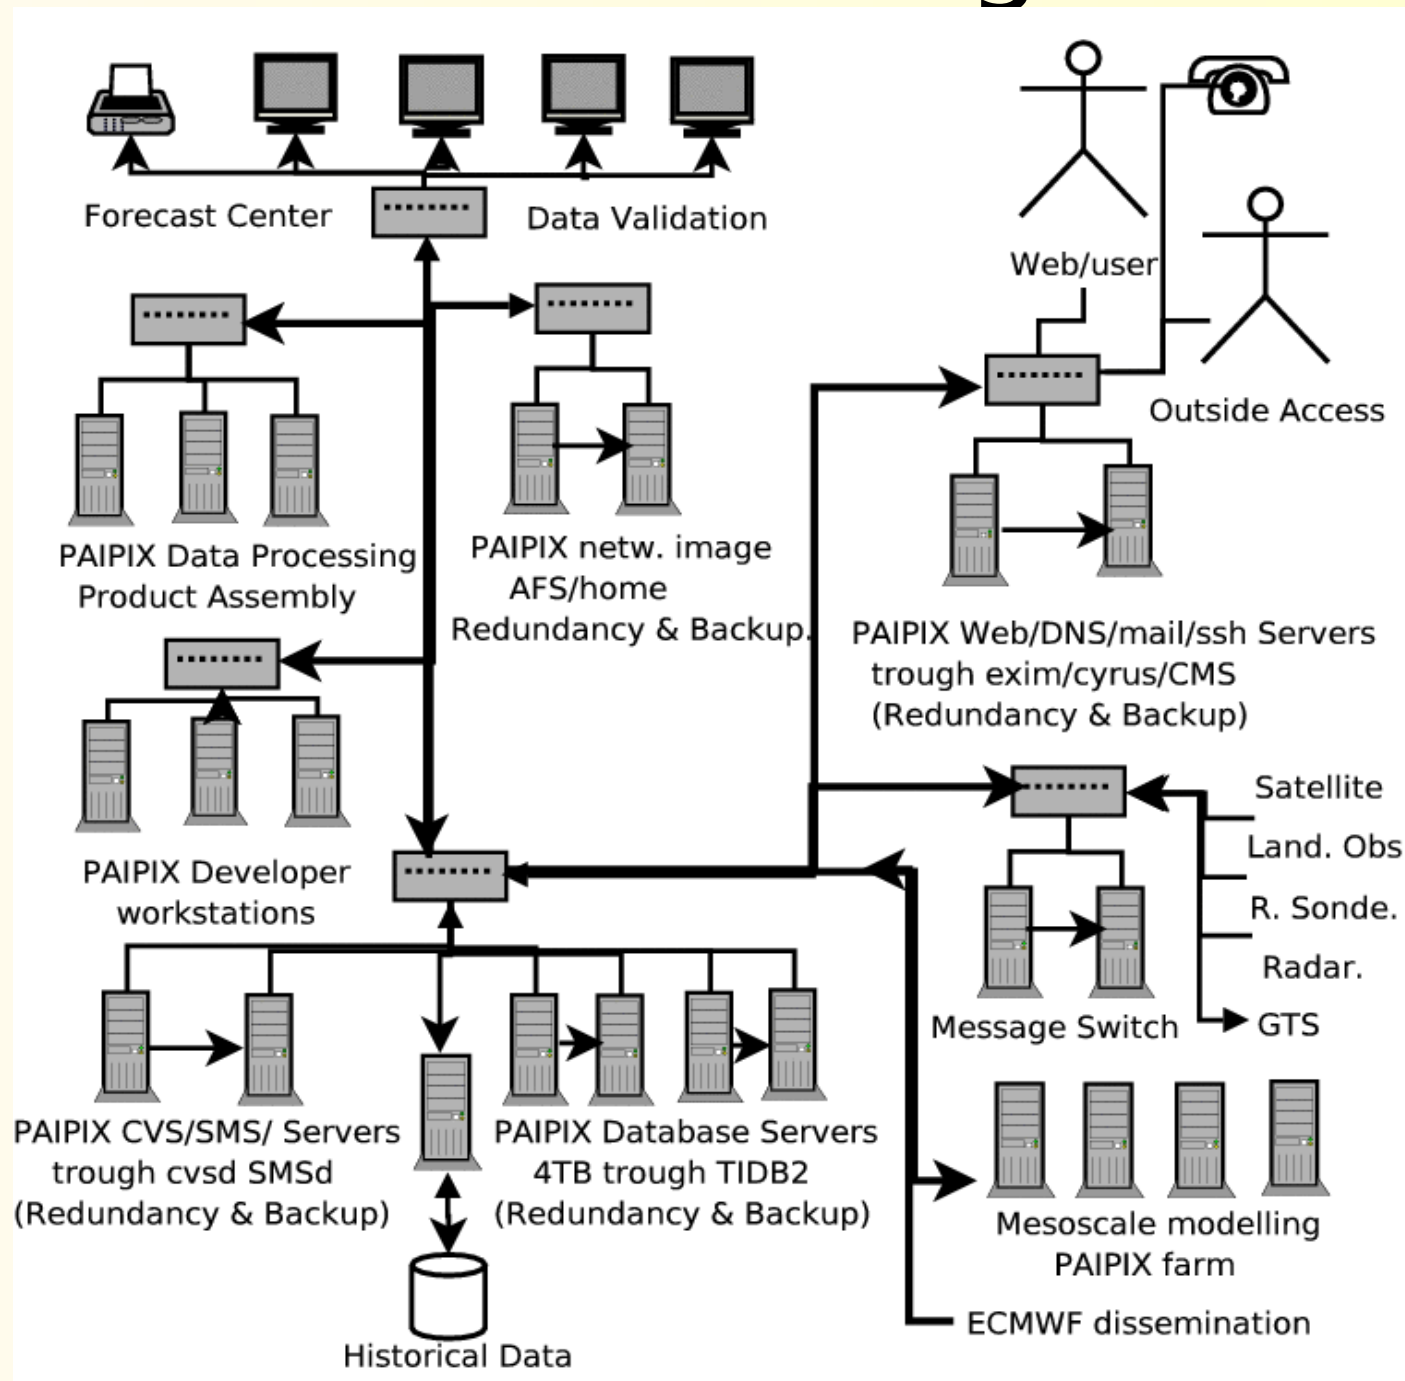 Forecast Center
Data Validation
Web/user
Outside Access
PAIPIX Data Processing
Product Assembly
PAIPIX netw. image
AFS/home
Redundancy & Backup.
PAIPIX Web/DNS/mail/ssh Servers
trough exim/cyrus/CMS
(Redundancy & Backup)
PAIPIX Developer
workstations
Satellite
Land. Obs
R. Sonde.
Radar.
GTS
Message Switch
PAIPIX CVS/SMS/ Servers
trough cvsd SMSd
(Redundancy & Backup)
PAIPIX Database Servers
4TB trough TIDB2
(Redundancy & Backup)
Mesoscale modelling
PAIPIX farm
ECMWF dissemination
Historical Data